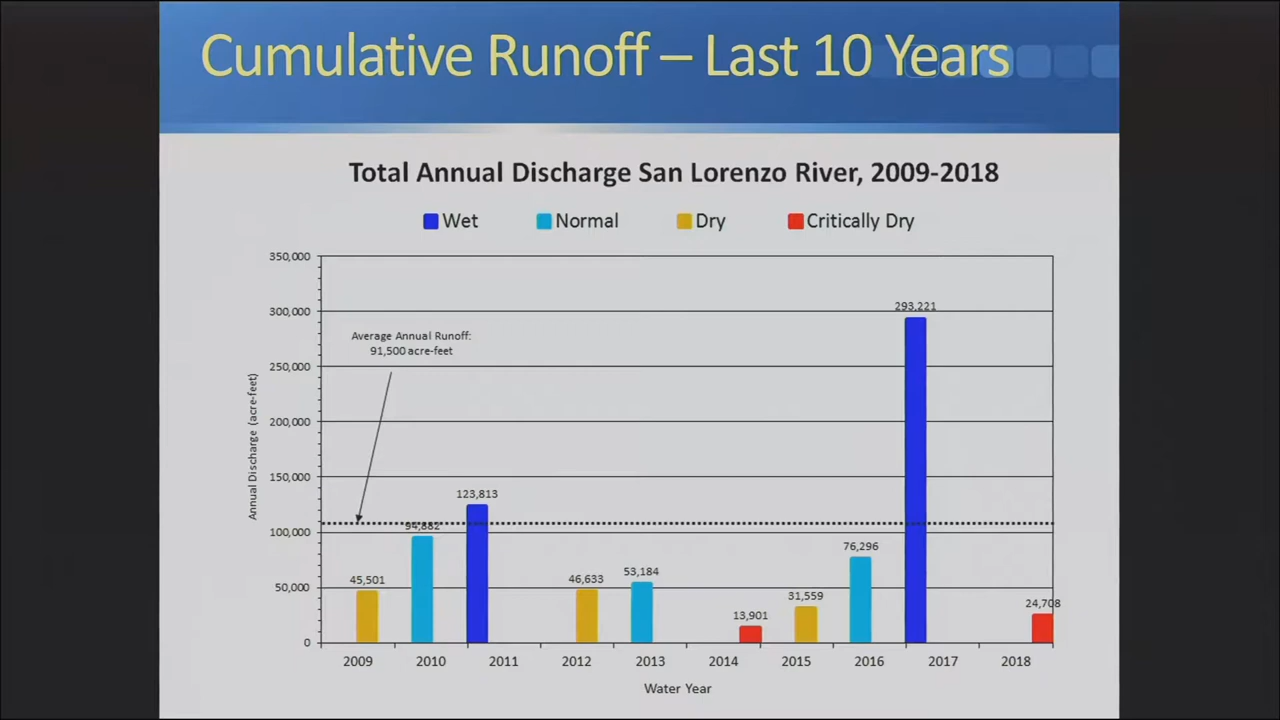 Cumulative Runoff – Last 10 Years
Total Annual Discharge San Lorenzo River, 2009-2018
Wet Normal Dry Critically Dry
350,000
300,000
250,000
200,000
150,000
100,000
50,000
0
Annual Discharge (acre-feet)
Average Annual Runoff:
91,500 acre-feet
45,501
94,882
123,813
46,633
53,184
13,901
31,559
76,296
293,221
24,708
2009 2010 2011 2012 2013 2014 2015 2016 2017 2018
Water Year